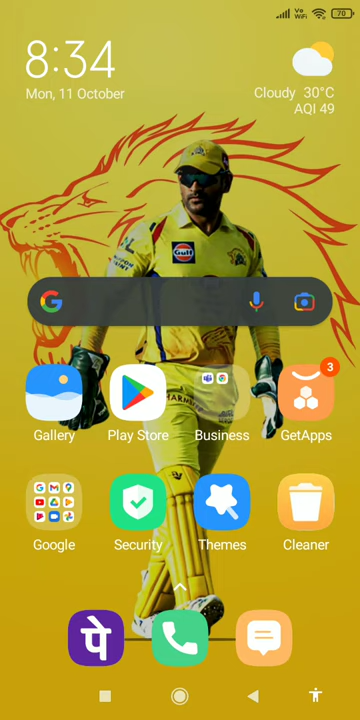 Vo
WiFi
70
8:34
Mon, 11 October
Cloudy 30°C
AQI 49
Gulf
G
3
Gallery
Play Store
Business
GetApps
Google
Security
Themes
Cleaner
पे